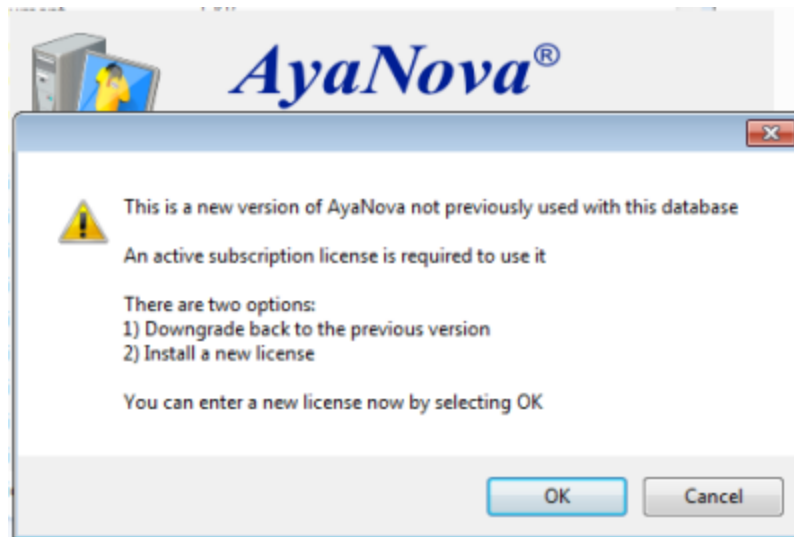 AyaNova®
This is a new version of AyaNova not previously used with this database
An active subscription license is required to use it
There are two options:
1) Downgrade back to the previous version
2) Install a new license
You can enter a new license now by selecting OK
OK
Cancel